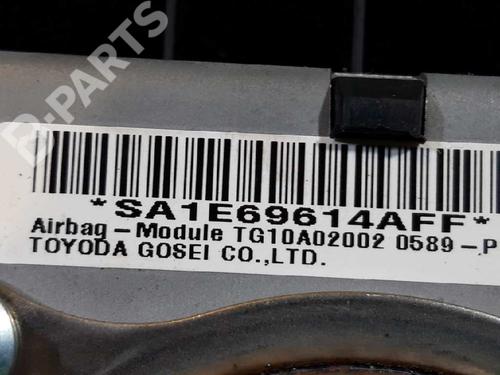 B-PARTS
*SA1E69614AFF*
Airbag-Module TG10A02002 0589-P
TOYODA GOSEI CO.,LTD.